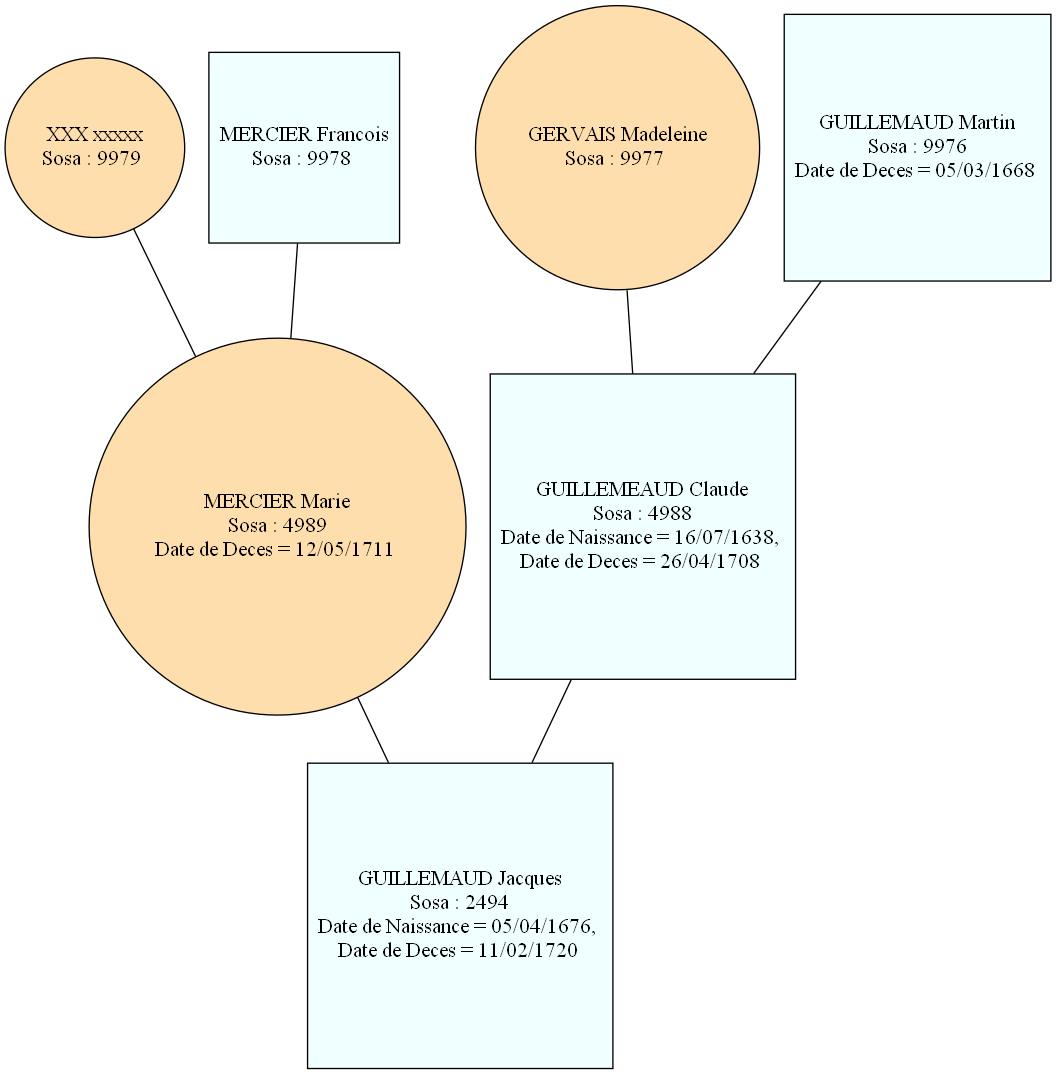 XXX xxxxx
Sosa : 9979
MERCIER Francois
Sosa : 9978
GERVAIS Madeleine
Sosa : 9977
GUILLEMAUD Martin
Sosa : 9976
Date de Deces = 05/03/1668
MERCIER Marie
Sosa : 4989
Date de Deces = 12/05/1711
GUILLEMEAUD Claude
Sosa : 4988
Date de Naissance = 16/07/1638,
Date de Deces = 26/04/1708
GUILLEMAUD Jacques
Sosa : 2494
Date de Naissance = 05/04/1676,
Date de Deces = 11/02/1720